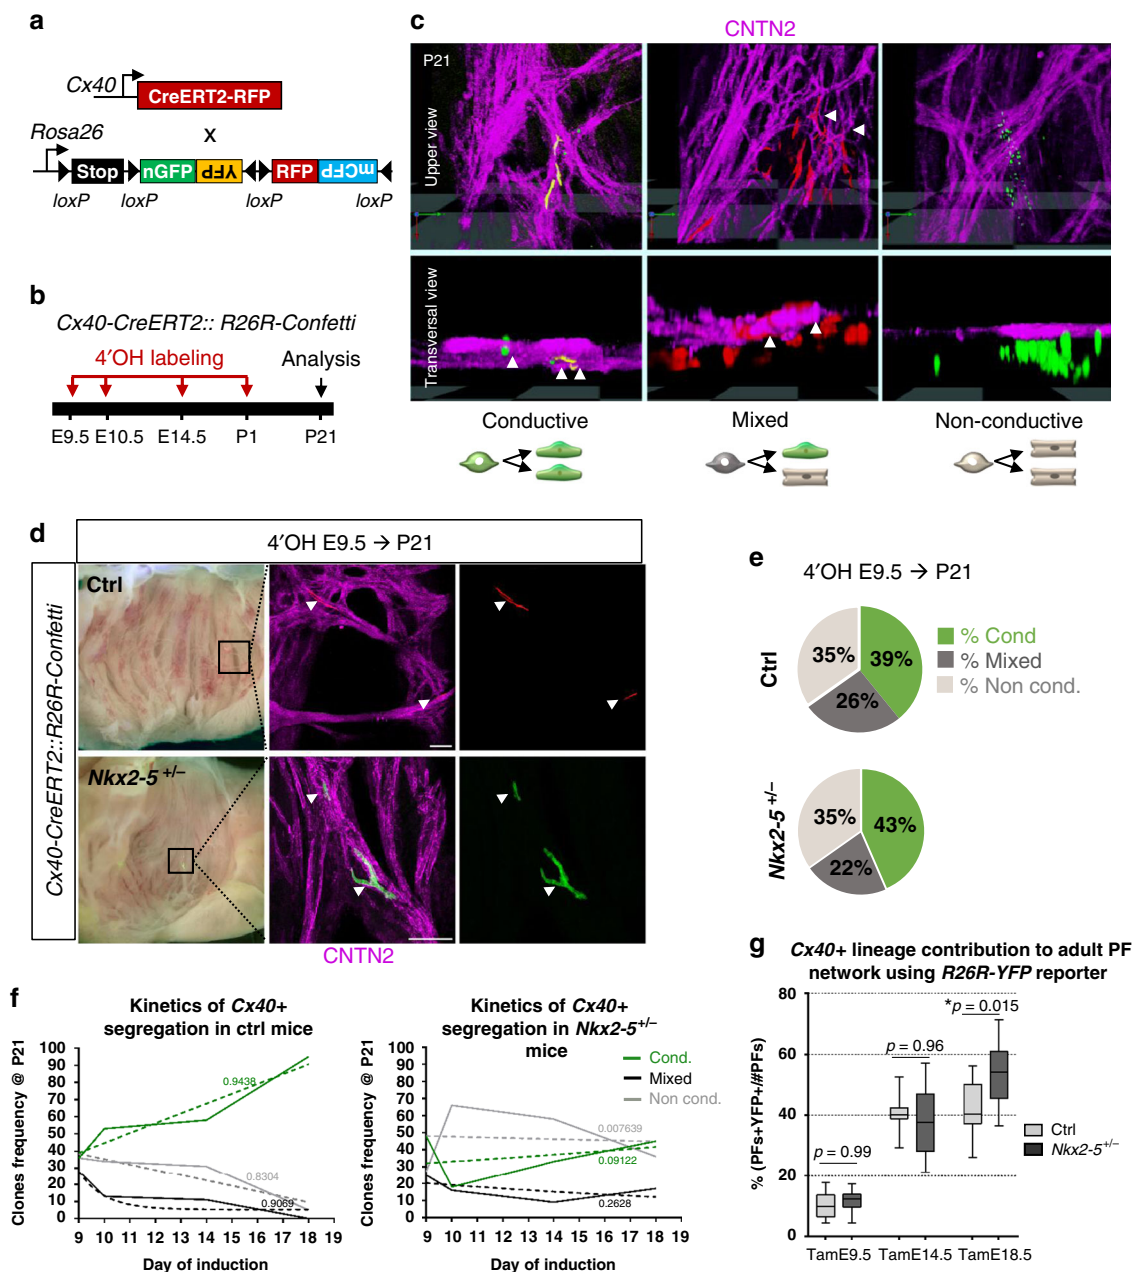 a
Cx40
CreERT2-RFP
x
Rosa26
Stop
nGFP
YFP
RFP
mCFP
loxP
loxP
loxP
loxP
b
Cx40-CreERT2:: R26R-Confetti
4′OH labeling
Analysis
E9.5
E10.5
E14.5
P1
P21
c
CNTN2
P21
Upper view
Transversal view
Conductive
Mixed
Non-conductive
d
4′OH E9.5 → P21
Cx40-CreERT2::R26R-Confetti
Ctrl
Nkx2-5 +/–
CNTN2
e
4′OH E9.5 → P21
Ctrl
35%
39%
26%
% Cond
% Mixed
% Non cond.
Nkx2-5 +/–
35%
43%
22%
f
Kinetics of Cx40+
segregation in ctrl mice
Clones frequency @ P21
100
90
80
70
60
50
40
30
20
10
0
0.9438
0.8304
0.9069
9 10 11 12 13 14 15 16 17 18 19
Day of induction
Kinetics of Cx40+
segregation in Nkx2-5+/–
mice
Cond.
Mixed
Non cond.
Clones frequency @ P21
100
90
80
70
60
50
40
30
20
10
0
0.007639
0.09122
0.2628
9 10 11 12 13 14 15 16 17 18 19
Day of induction
g
Cx40+ lineage contribution to adult PF
network using R26R-YFP reporter
% (PFs+YFP+/#PFs)
80
60
40
20
0
*p = 0.015
p = 0.96
p = 0.99
Ctrl
Nkx2-5+/–
TamE9.5
TamE14.5
TamE18.5